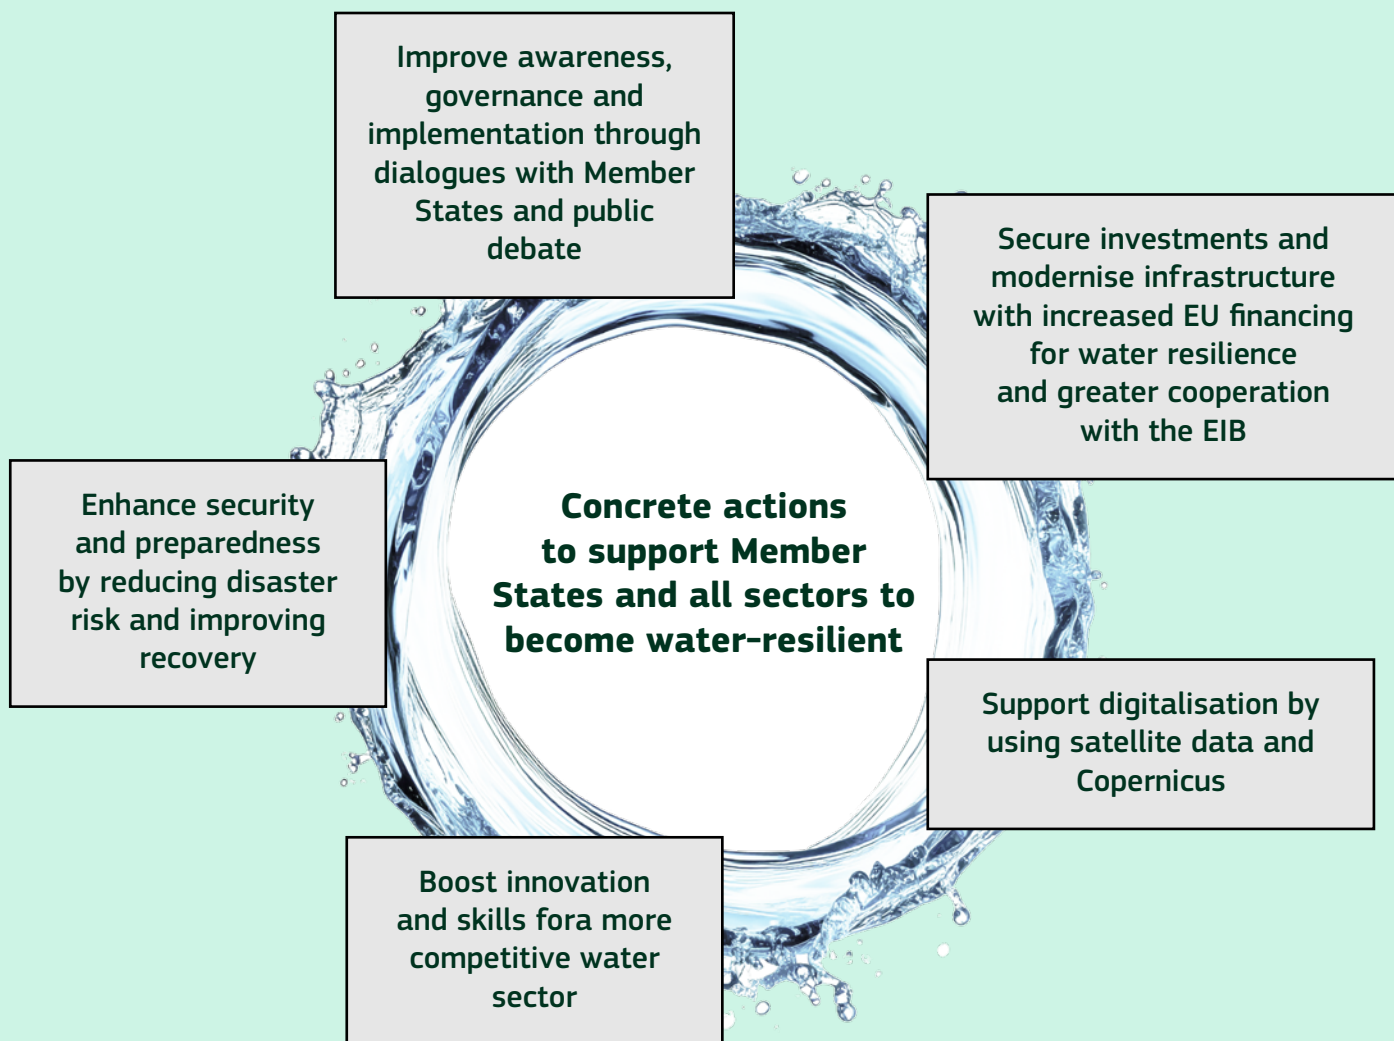 Improve awareness,
governance and
implementation through
dialogues with Member
States and public
debate
Secure investments and
modernise infrastructure
with increased EU financing
for water resilience
and greater cooperation
with the EIB
Enhance security
and preparedness
by reducing disaster
risk and improving
recovery
Concrete actions
to support Member
States and all sectors to
become water-resilient
Support digitalisation by
using satellite data and
Copernicus
Boost innovation
and skills fora more
competitive water
sector